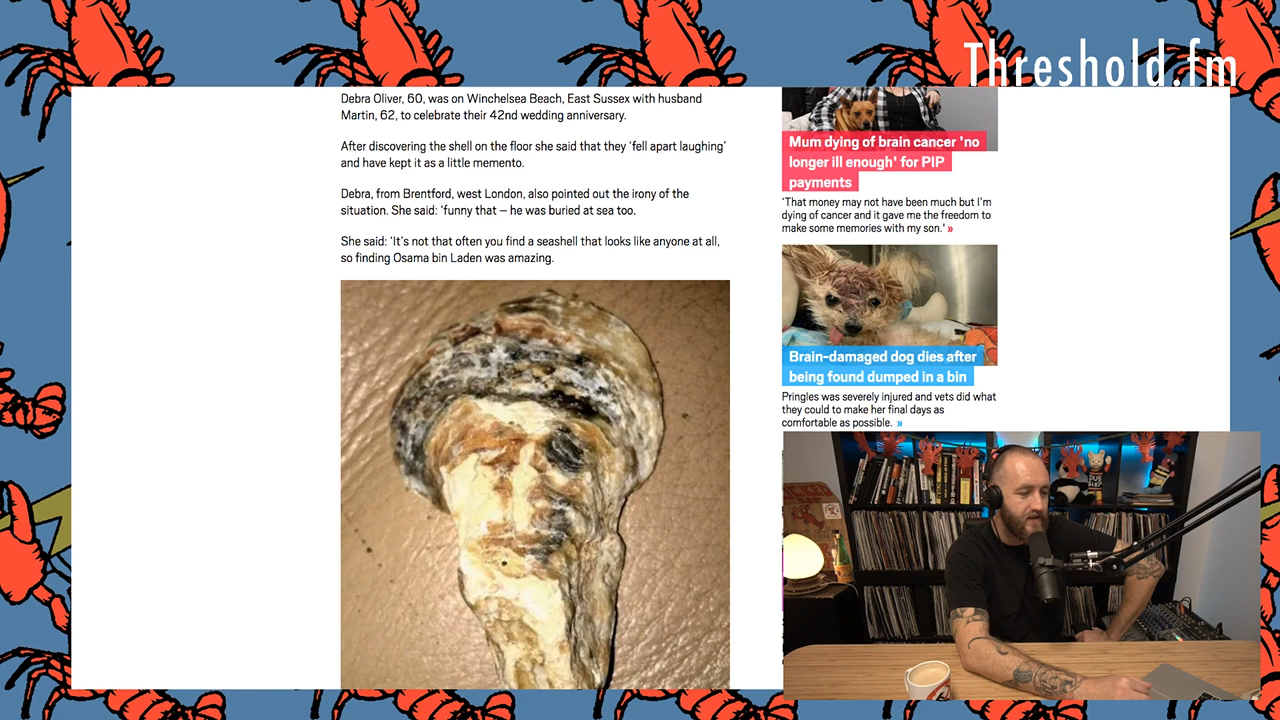 Threshold.fm
Debra Oliver, 60, was on Winchelsea Beach, East Sussex with husband
Martin, 62, to celebrate their 42nd wedding anniversary.
After discovering the shell on the floor she said that they ‘fell apart laughing’
and have kept it as a little memento.
Debra, from Brentford, west London, also pointed out the irony of the
situation. She said: ‘funny that – he was buried at sea too.
She said: ‘It’s not that often you find a seashell that looks like anyone at all,
so finding Osama bin Laden was amazing.
Mum dying of brain cancer 'no
longer ill enough' for PIP
payments
'That money may not have been much but I'm
dying of cancer and it gave me the freedom to
make some memories with my son.' »
Brain-damaged dog dies after
being found dumped in a bin
Pringles was severely injured and vets did what
they could to make her final days as
comfortable as possible. »